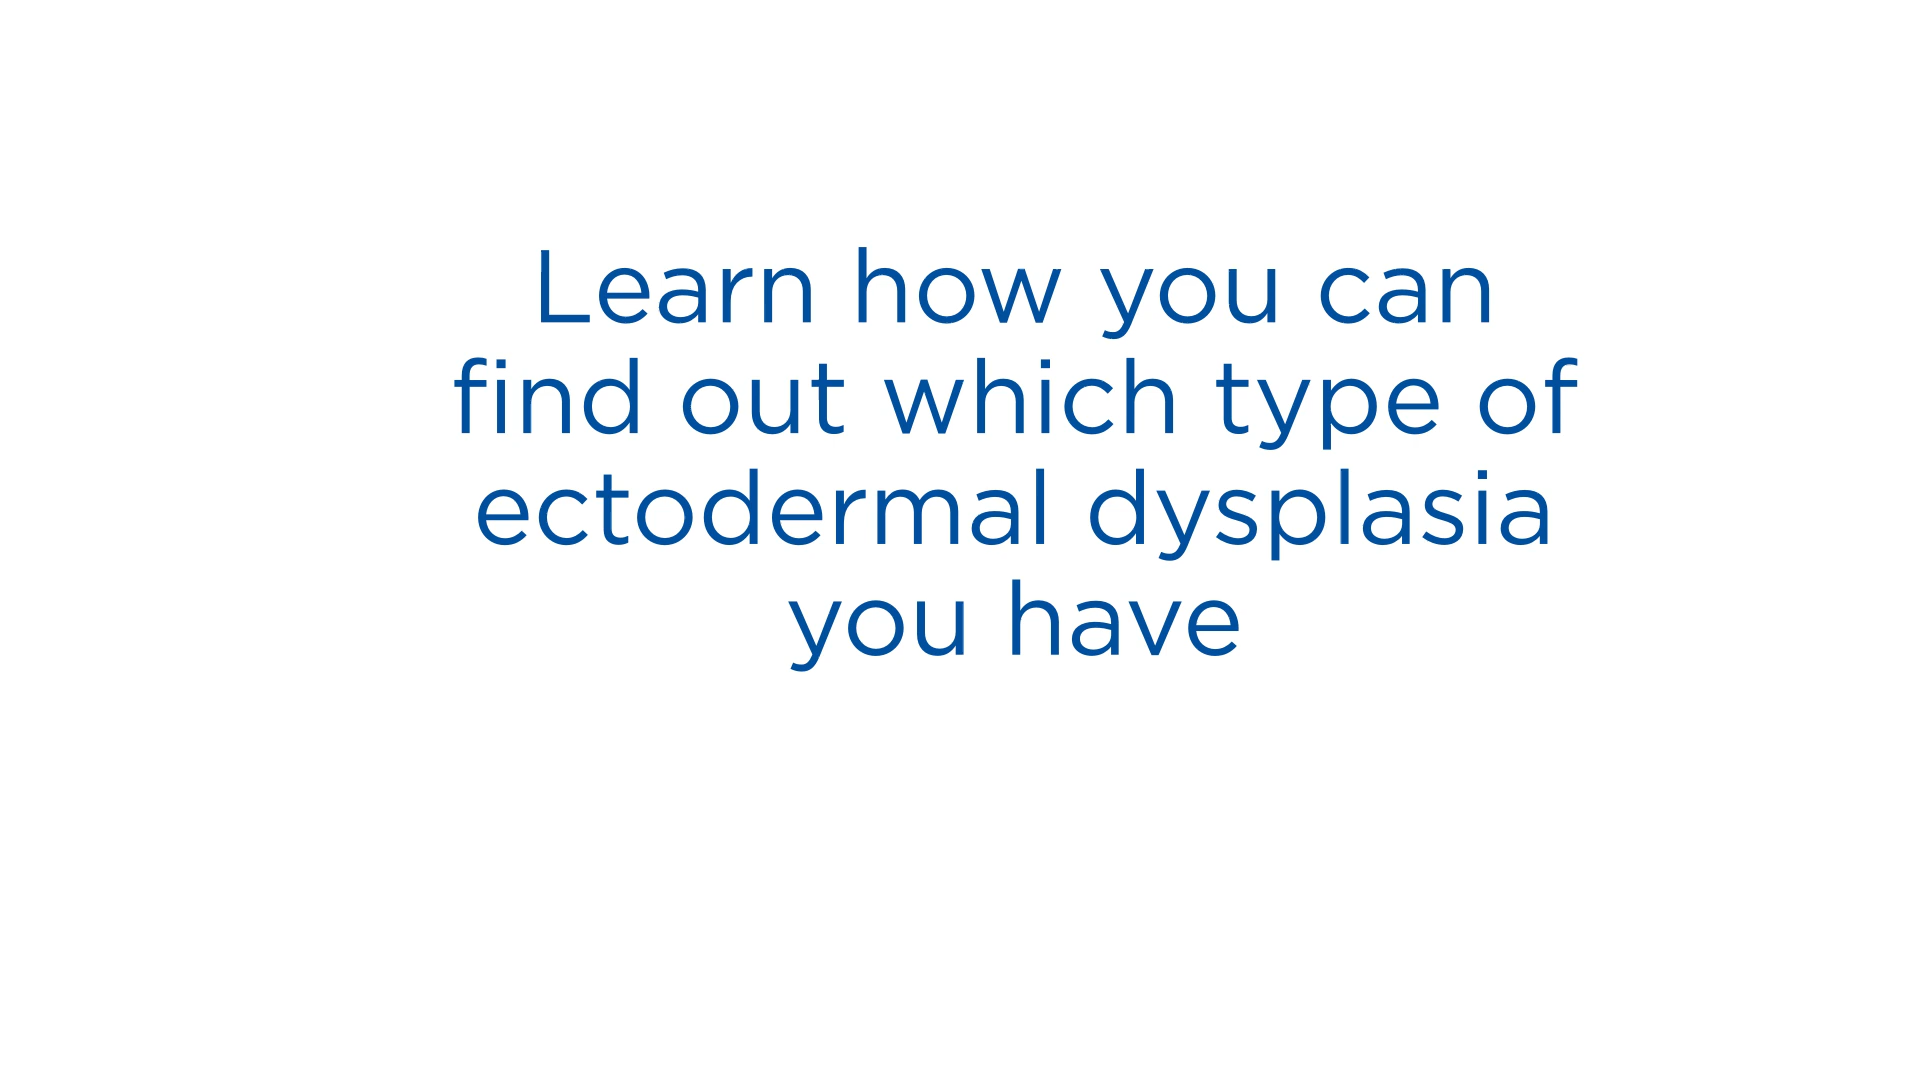 Learn how you can
find out which type of
ectodermal dysplasia
you have